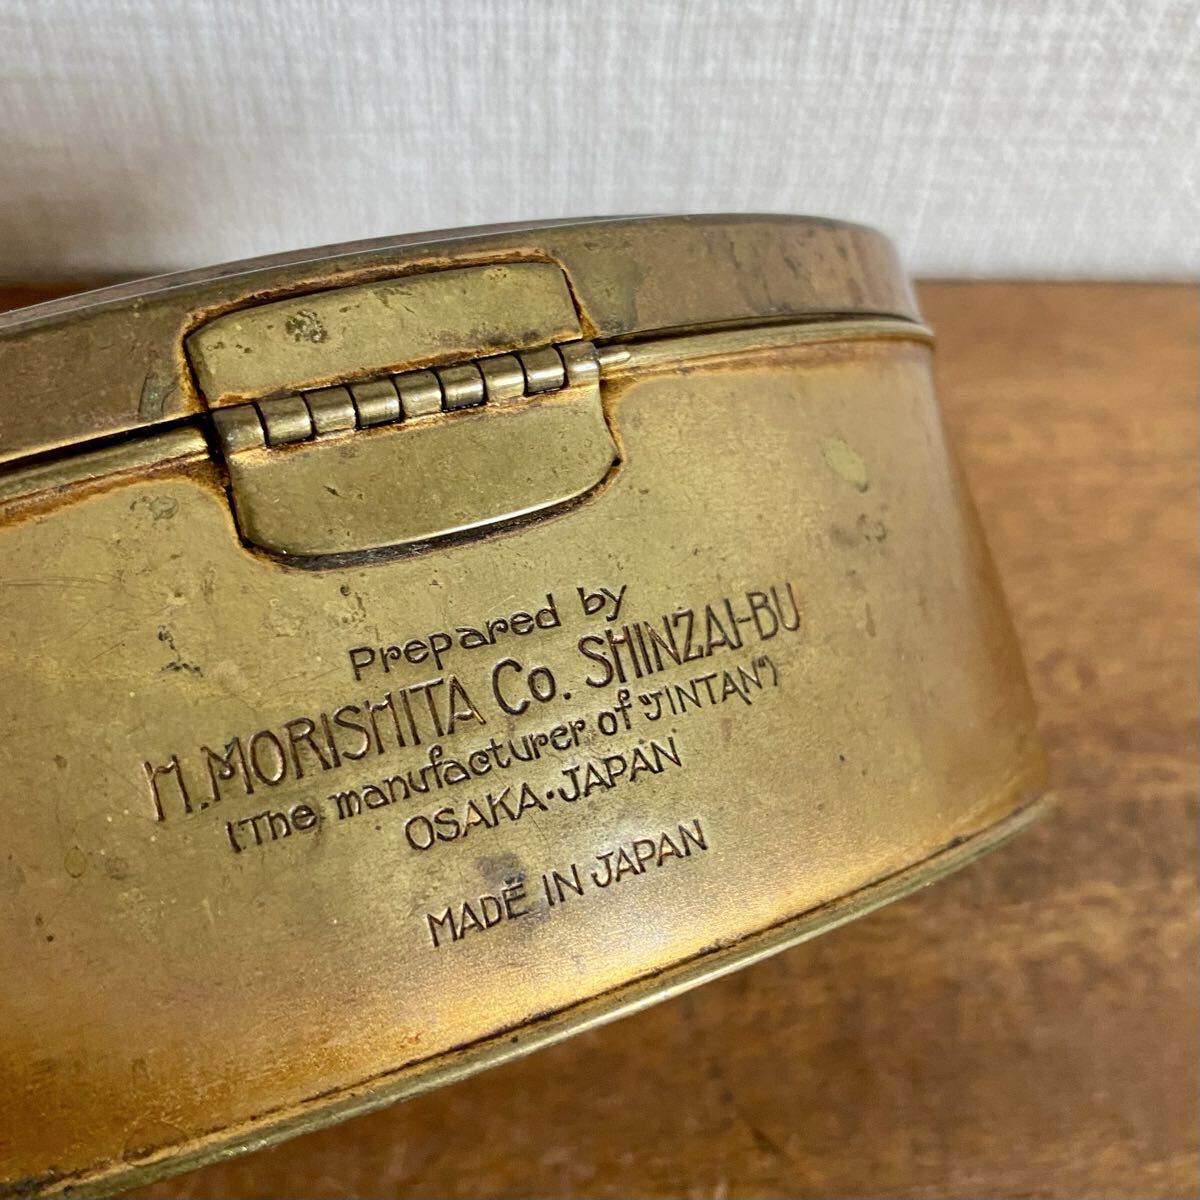 Prepared by
M. MORISHITA Co. SHINZAI-BU
(The manufacturer of "JINTAN")
OSAKA·JAPAN
MADE IN JAPAN